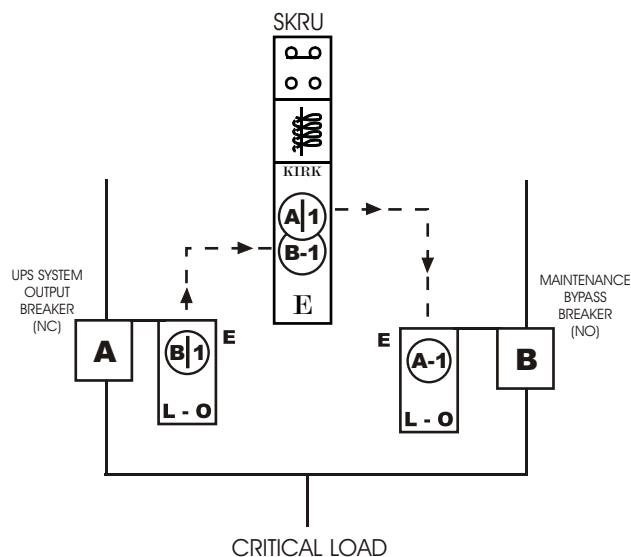 SKRU
KIRK
A|1
B-1
E
UPS SYSTEM
OUTPUT
BREAKER
(NC)
A
B|1
E
L - O
MAINTENANCE
BYPASS
BREAKER
(NO)
E
A-1
B
L - O
CRITICAL LOAD